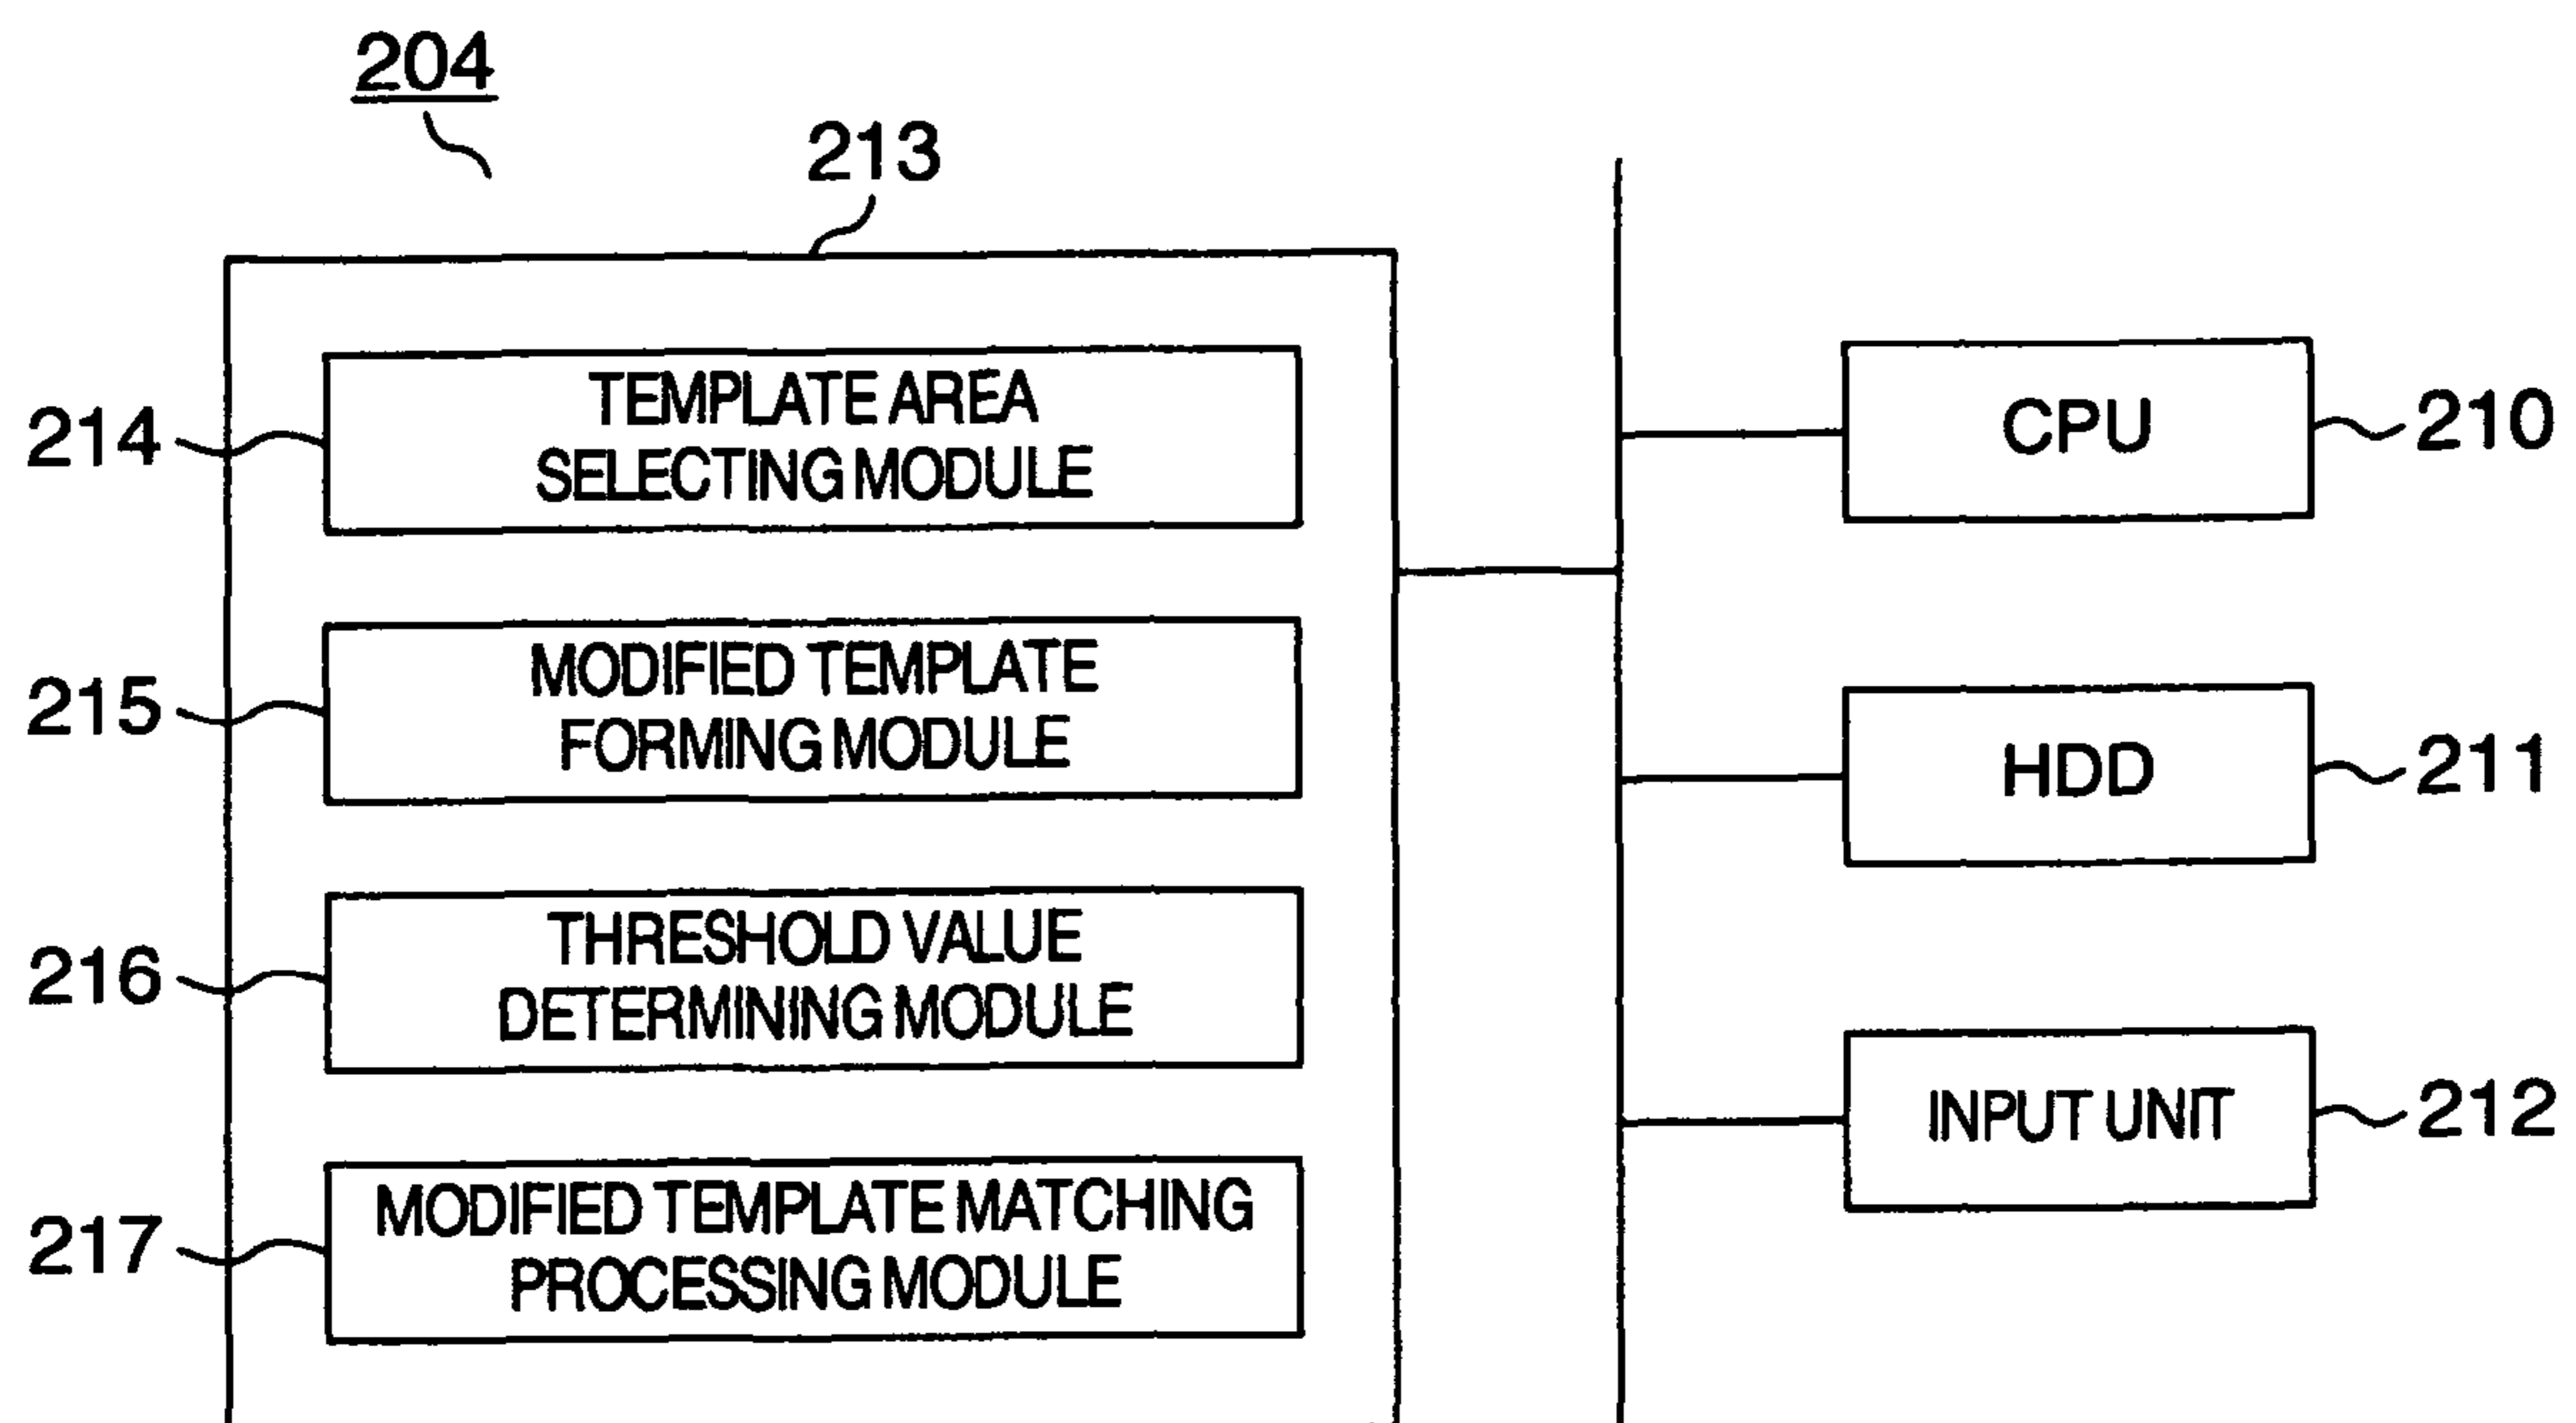 204
213
214
TEMPLATE AREA
SELECTING MODULE
215
MODIFIED TEMPLATE
FORMING MODULE
216
THRESHOLD VALUE
DETERMINING MODULE
217
MODIFIED TEMPLATE MATCHING
PROCESSING MODULE
CPU
210
HDD
211
INPUT UNIT
212